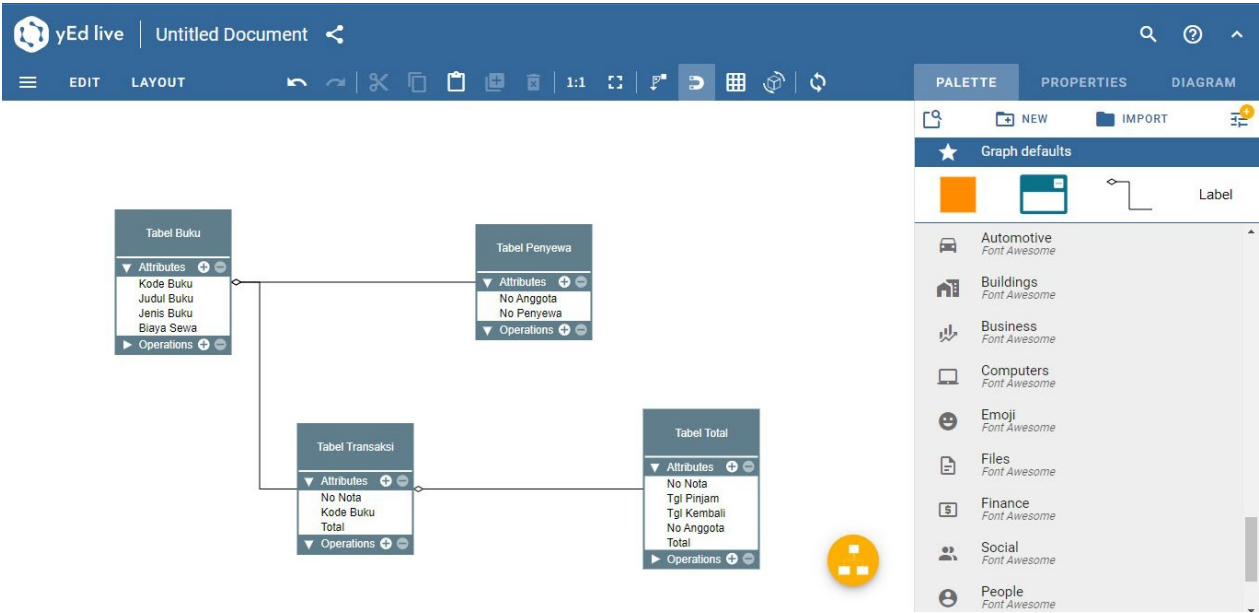 yEd live
Untitled Document
EDIT
LAYOUT
1:1
PALETTE
PROPERTIES
DIAGRAM
NEW
IMPORT
Graph defaults
Label
Automotive
Font Awesome
Buildings
Font Awesome
Business
Font Awesome
Computers
Font Awesome
Emoji
Font Awesome
Files
Font Awesome
Finance
Font Awesome
Social
Font Awesome
People
Font Awesome
Tabel Buku
Attributes
Kode Buku
Judul Buku
Jenis Buku
Biaya Sewa
Operations
Tabel Penyewa
Attributes
No Anggota
No Penyewa
Operations
Tabel Transaksi
Attributes
No Nota
Kode Buku
Total
Operations
Tabel Total
Attributes
No Nota
Tgl Pinjam
Tgl Kembali
No Anggota
Total
Operations